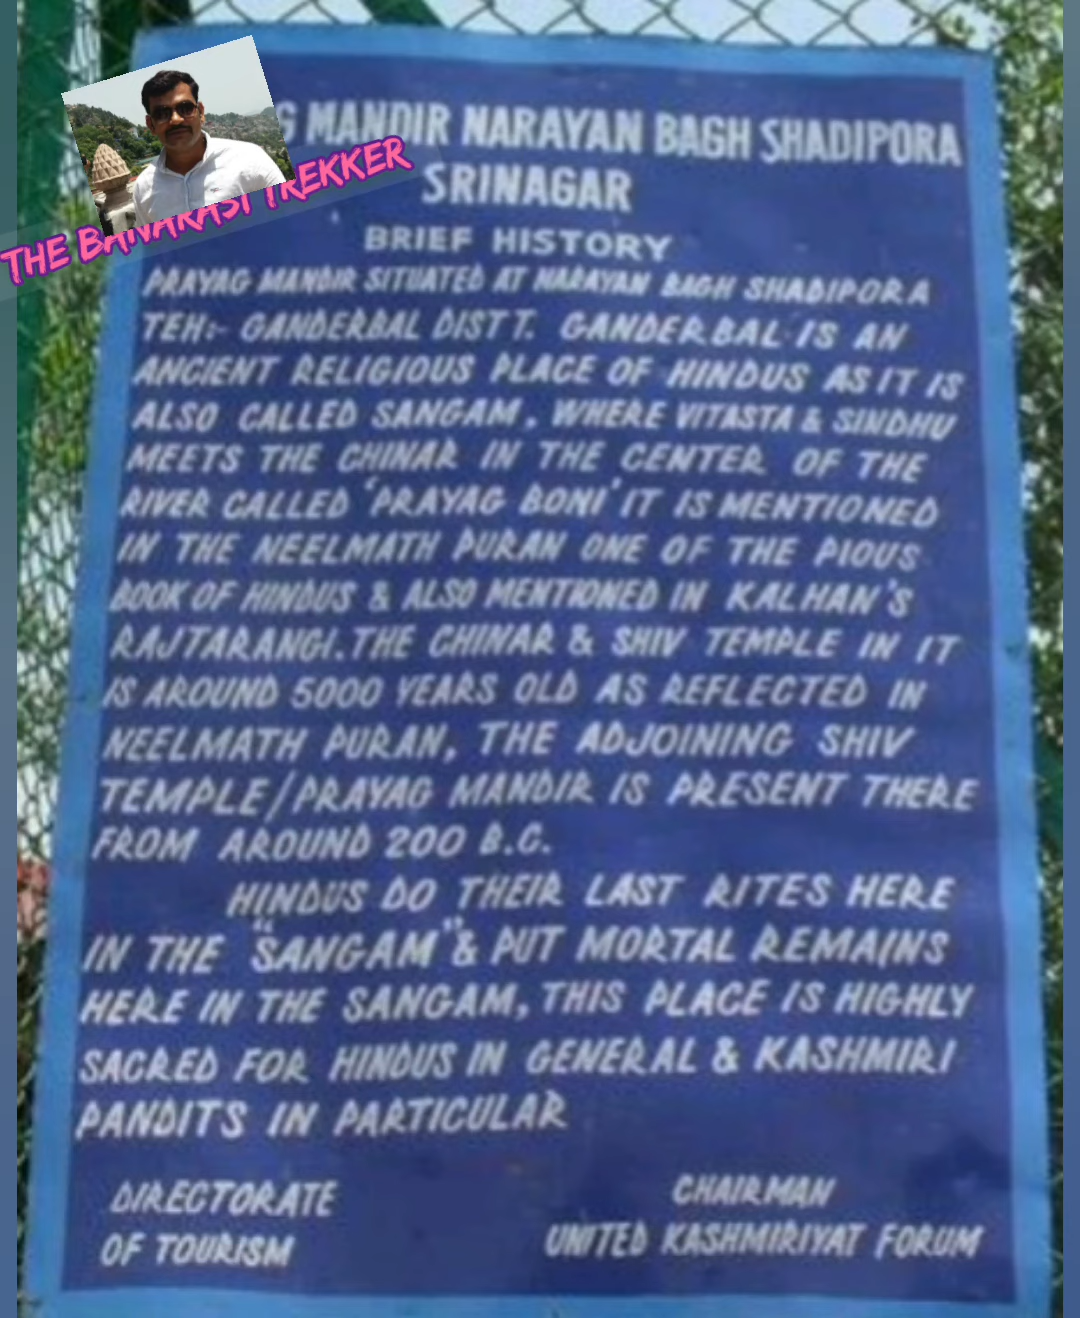 G MANDIR NARAYAN BAGH SHADIPORA
SRINAGAR
THE BANARASI TREKKER
BRIEF HISTORY
PRAYAG MANDIR SITUATED AT NARAYAN BAGH SHADIPORA
TEH:- GANDERBAL DISTT. GANDERBAL IS AN
ANCIENT RELIGIOUS PLACE OF HINDUS AS IT IS
ALSO CALLED SANGAM, WHERE VITASTA & SINDHU
MEETS THE CHINAR IN THE CENTER OF THE
RIVER CALLED 'PRAYAG BONI' IT IS MENTIONED
IN THE NEELMATH PURAN ONE OF THE PIOUS
BOOK OF HINDUS & ALSO MENTIONED IN KALHAN'S
RAJTARANGI. THE CHINAR & SHIV TEMPLE IN IT
IS AROUND 5000 YEARS OLD AS REFLECTED IN
NEELMATH PURAN, THE ADJOINING SHIV
TEMPLE/PRAYAG MANDIR IS PRESENT THERE
FROM AROUND 200 B.C.
HINDUS DO THEIR LAST RITES HERE
IN THE "SANGAM" & PUT MORTAL REMAINS
HERE IN THE SANGAM, THIS PLACE IS HIGHLY
SACRED FOR HINDUS IN GENERAL & KASHMIRI
PANDITS IN PARTICULAR
DIRECTORATE
OF TOURISM
CHAIRMAN
UNITED KASHMIRIYAT FORUM